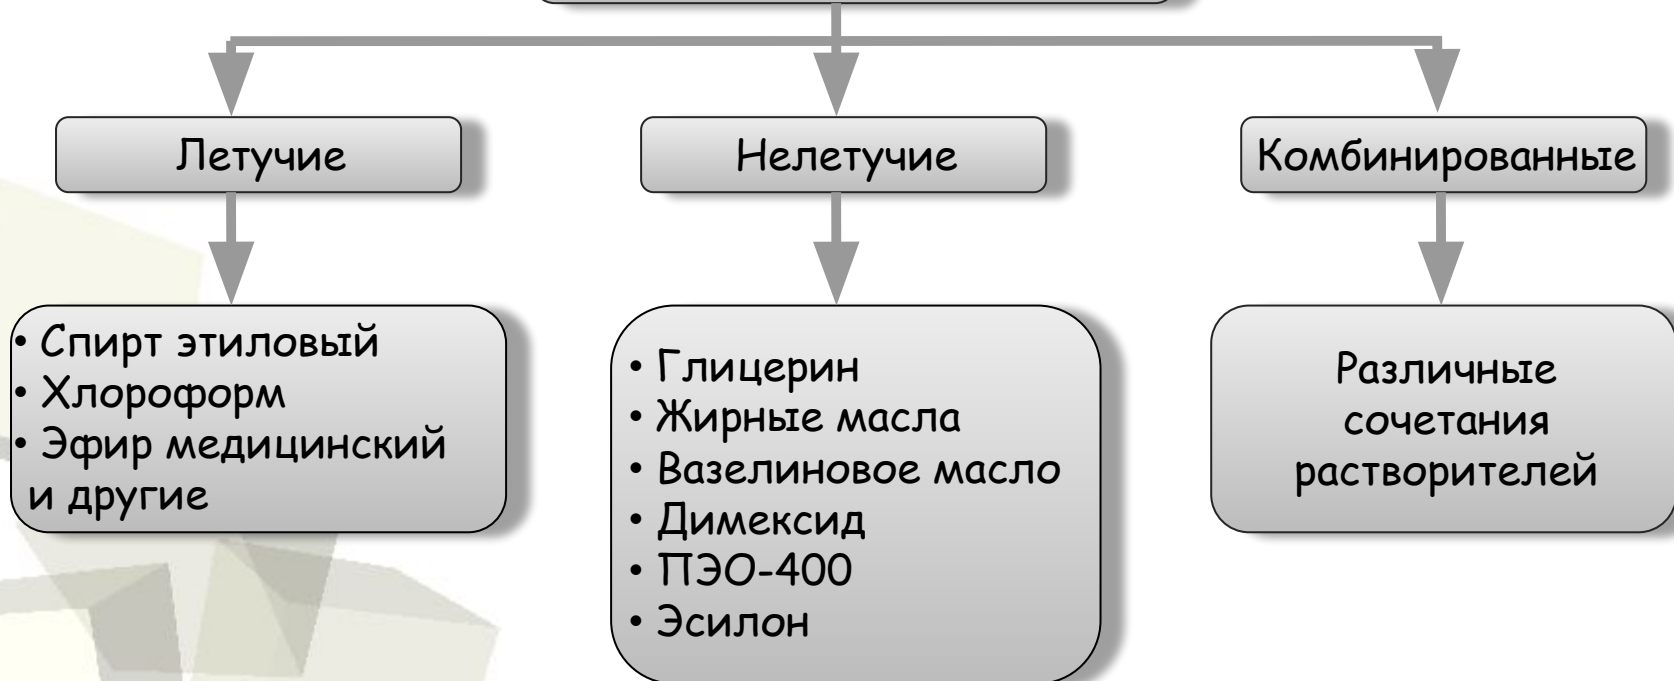 Летучие
Нелетучие
Комбинированные
• Спирт этиловый
• Хлороформ
• Эфир медицинский
и другие
• Глицерин
• Жирные масла
• Вазелиновое масло
• Димексид
• ПЭО-400
• Эсилон
Различные
сочетания
растворителей